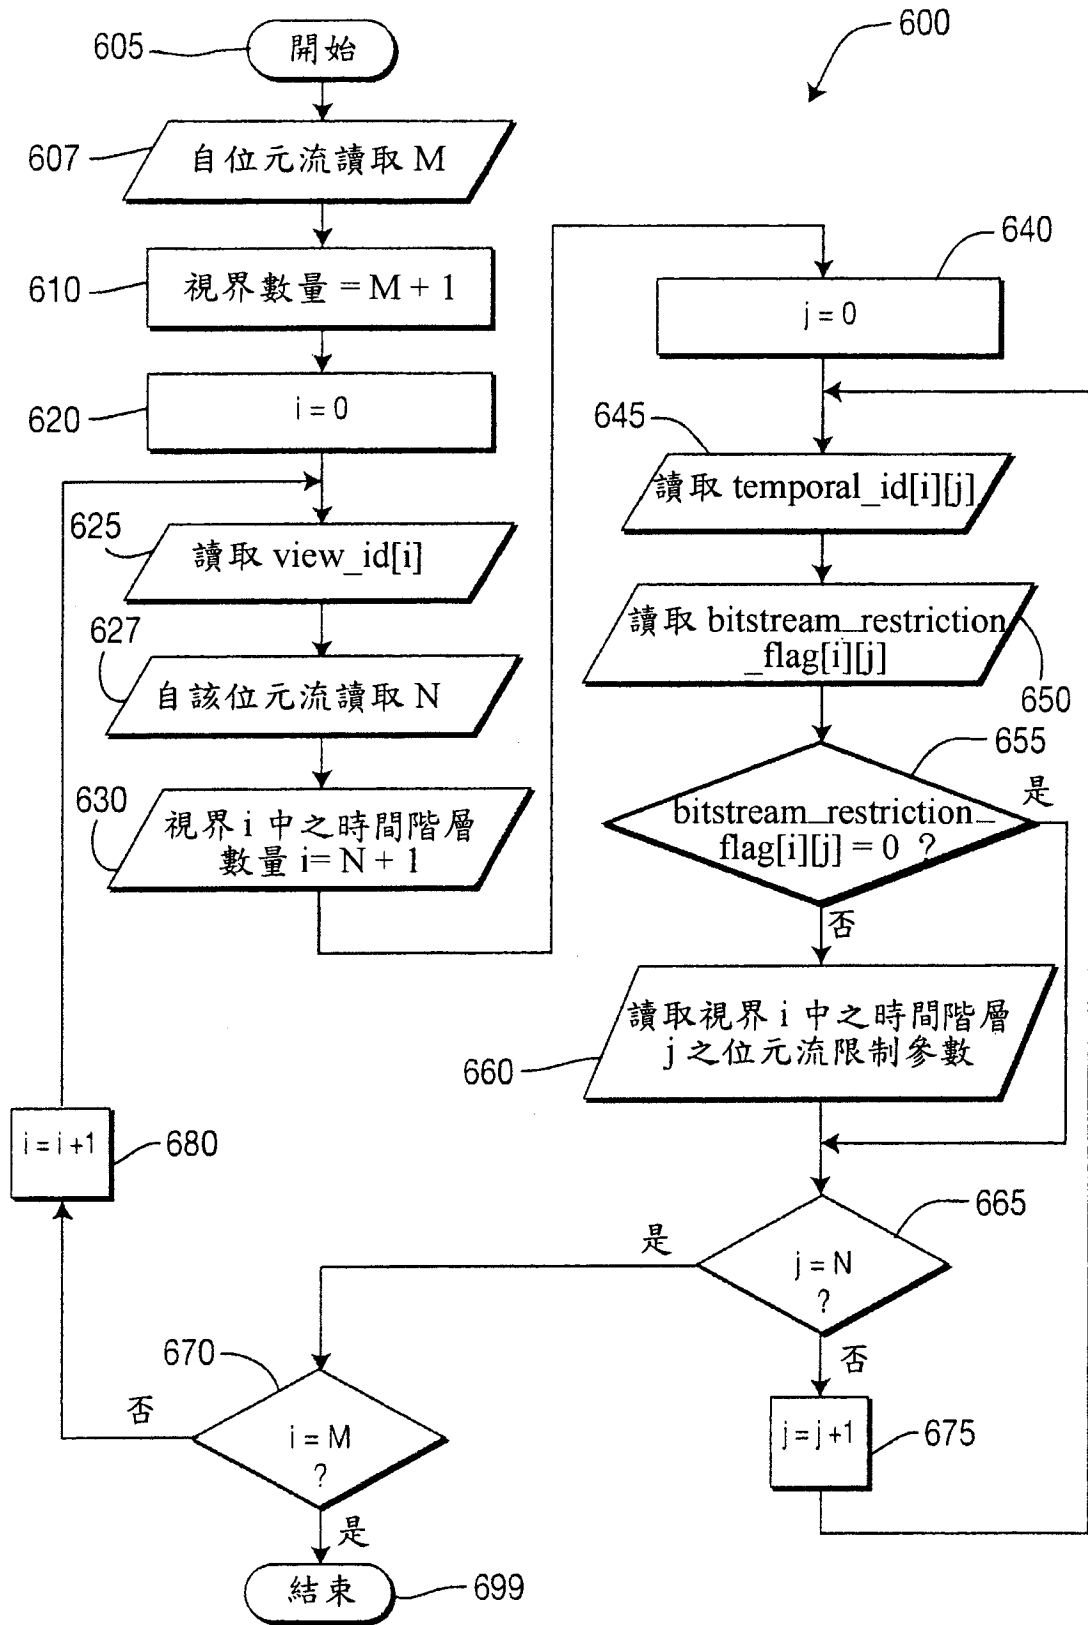 600
605
開始
607
自位元流讀取 M
610
視界數量 = M + 1
620
i = 0
625
讀取 view_id[i]
627
自該位元流讀取 N
630
視界 i 中之時間階層
數量 i= N + 1
640
j = 0
645
讀取 temporal_id[i][j]
讀取 bitstream_restriction
_flag[i][j]
650
655
bitstream_restriction_
flag[i][j] = 0 ?
是
否
讀取視界 i 中之時間階層
j 之位元流限制參數
660
665
j = N
?
是
否
j = j +1
675
670
i = M
?
否
是
i = i +1
680
結束
699